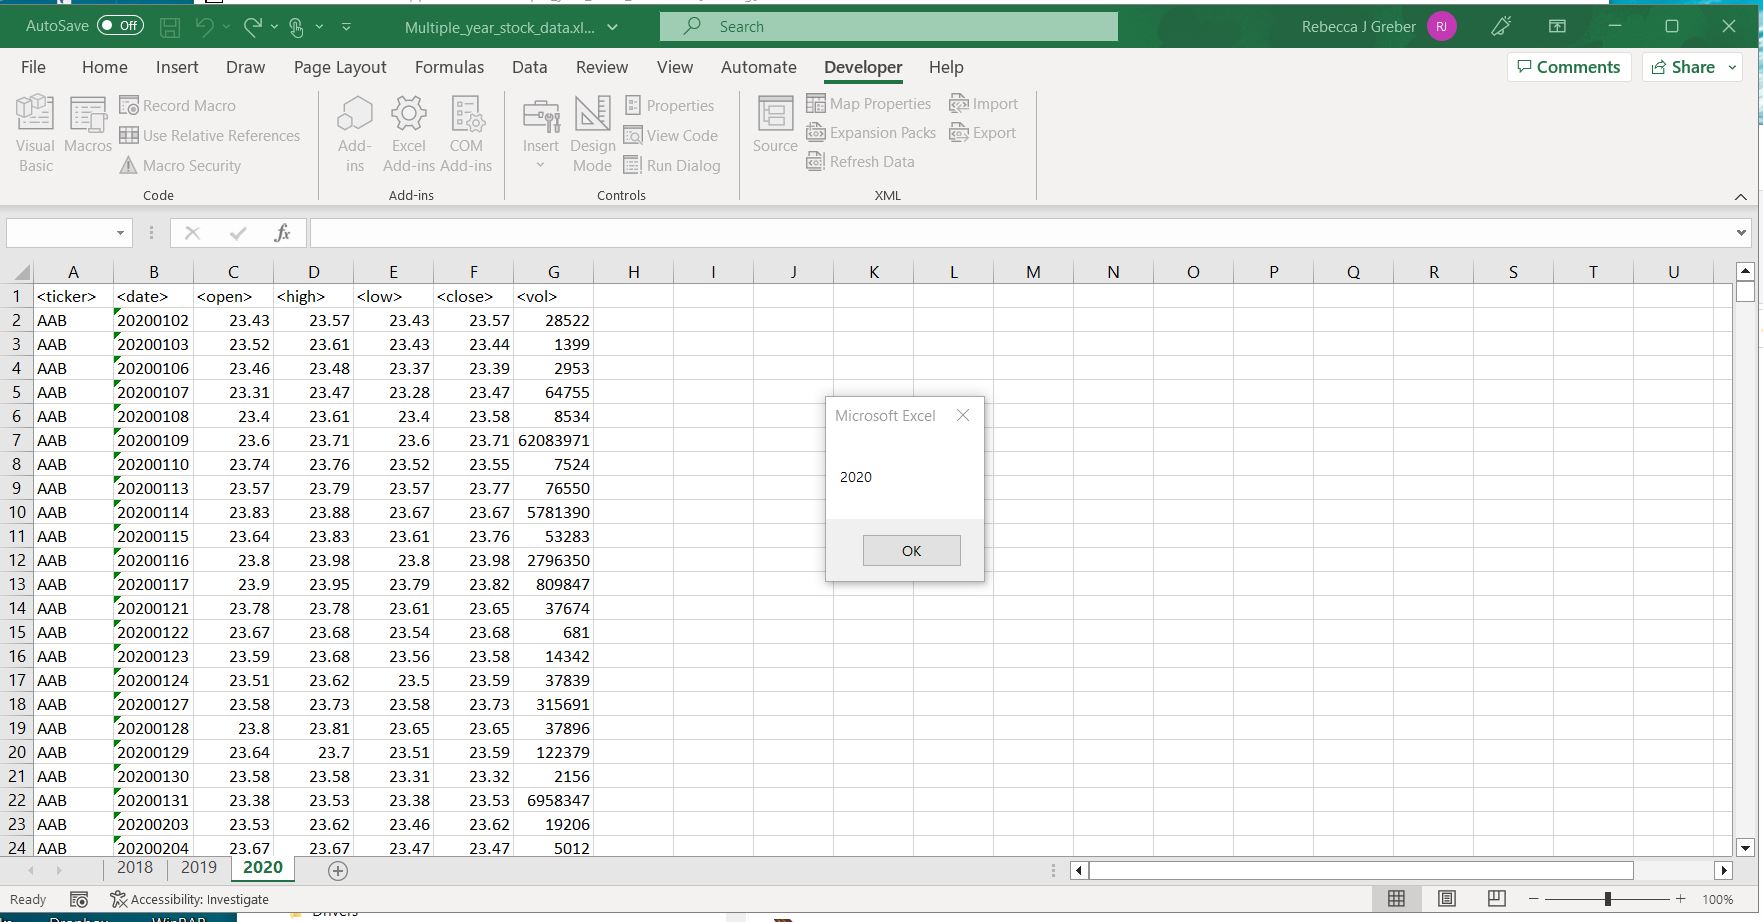 AutoSave Off Multiple_year_stock_data.xl... Search Rebecca J Greber RJ
File Home Insert Draw Page Layout Formulas Data Review View Automate Developer Help Comments Share
Visual Basic
Macros
Record Macro
Use Relative References
Macro Security
Code
Add-ins
Excel Add-ins
COM Add-ins
Add-ins
Insert
Design Mode
Properties
View Code
Run Dialog
Controls
Source
Map Properties
Expansion Packs
Refresh Data
Import
Export
XML
fx
A B C D E F G H I J K L M N O P Q R S T U
1 <ticker> <date> <open> <high> <low> <close> <vol>
2 AAB 20200102 23.43 23.57 23.43 23.57 28522
3 AAB 20200103 23.52 23.61 23.43 23.44 1399
4 AAB 20200106 23.46 23.48 23.37 23.39 2953
5 AAB 20200107 23.31 23.47 23.28 23.47 64755
6 AAB 20200108 23.4 23.61 23.4 23.58 8534
7 AAB 20200109 23.6 23.71 23.6 23.71 62083971
8 AAB 20200110 23.74 23.76 23.52 23.55 7524
9 AAB 20200113 23.57 23.79 23.57 23.77 76550
10 AAB 20200114 23.83 23.88 23.67 23.67 5781390
11 AAB 20200115 23.64 23.83 23.61 23.76 53283
12 AAB 20200116 23.8 23.98 23.8 23.98 2796350
13 AAB 20200117 23.9 23.95 23.79 23.82 809847
14 AAB 20200121 23.78 23.78 23.61 23.65 37674
15 AAB 20200122 23.67 23.68 23.54 23.68 681
16 AAB 20200123 23.59 23.68 23.56 23.58 14342
17 AAB 20200124 23.51 23.62 23.5 23.59 37839
18 AAB 20200127 23.58 23.73 23.58 23.73 315691
19 AAB 20200128 23.8 23.81 23.65 23.65 37896
20 AAB 20200129 23.64 23.7 23.51 23.59 122379
21 AAB 20200130 23.58 23.58 23.31 23.32 2156
22 AAB 20200131 23.38 23.53 23.38 23.53 6958347
23 AAB 20200203 23.53 23.62 23.46 23.62 19206
24 AAB 20200204 23.67 23.67 23.47 23.47 5012
Microsoft Excel
2020
OK
2018 2019 2020
Ready Accessibility: Investigate 100%
Dropbox WinRAR Drivers